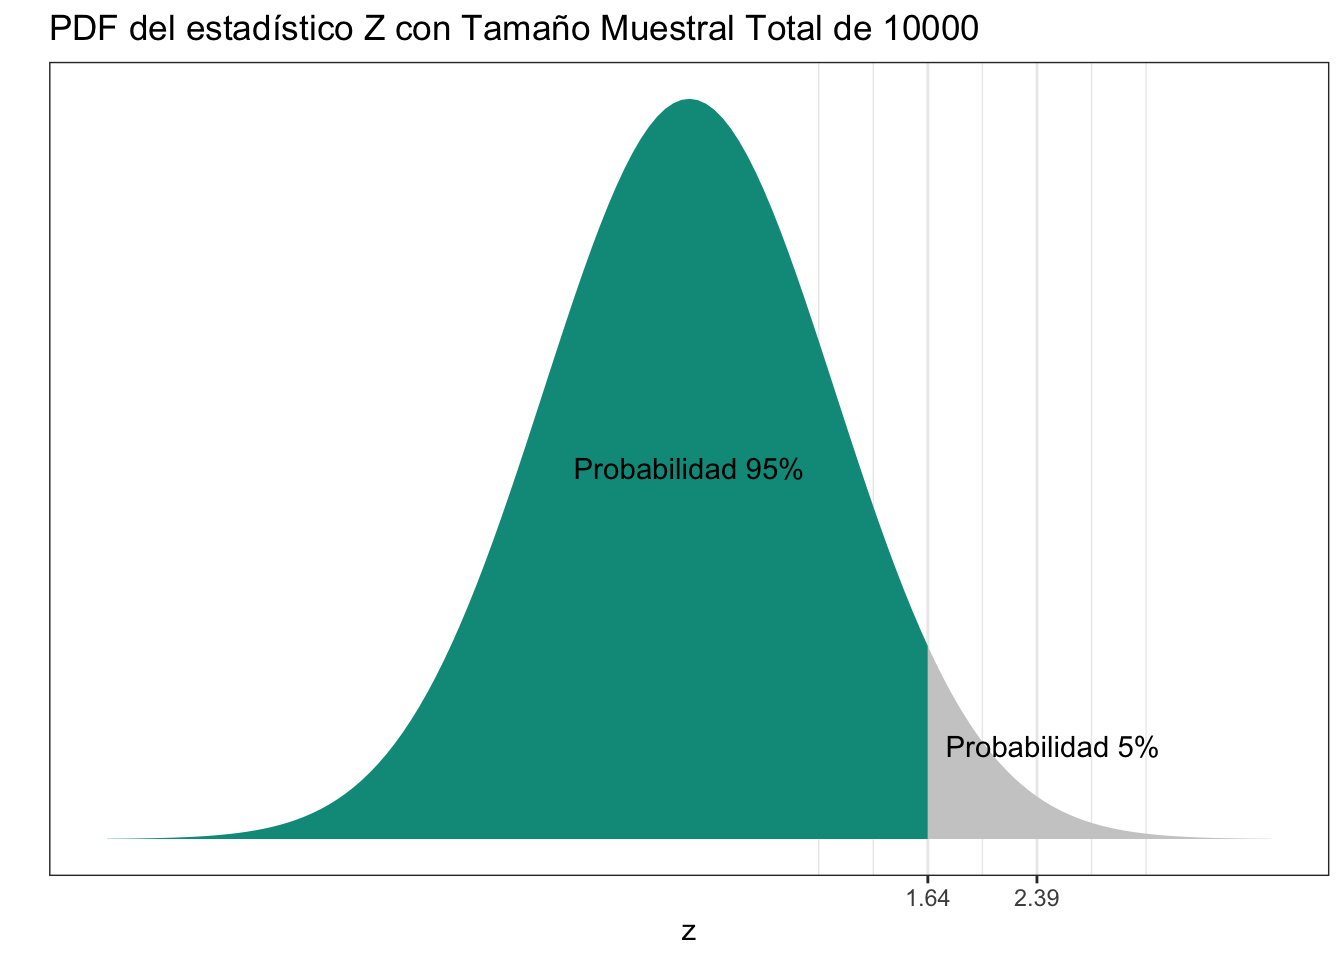 PDF del estadístico Z con Tamaño Muestral Total de 10000
Probabilidad 95%
Probabilidad 5%
1.64 2.39
z